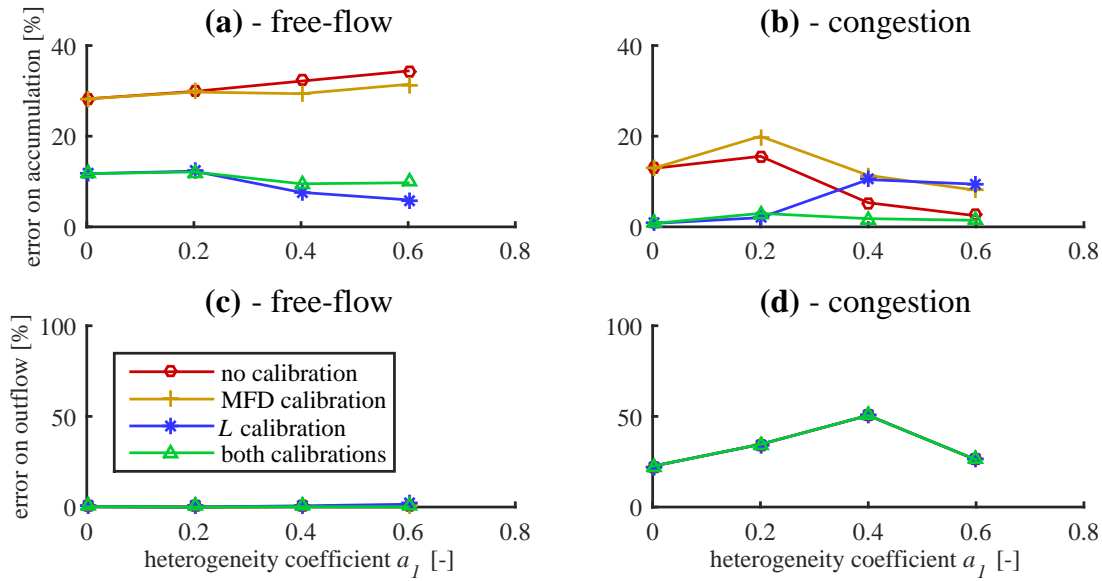 (a) - free-flow
error on accumulation [%]
40
20
0
0 0.2 0.4 0.6 0.8
(b) - congestion
40
20
0
0 0.2 0.4 0.6 0.8
(c) - free-flow
error on outflow [%]
100
50
0
no calibration
MFD calibration
L calibration
both calibrations
0 0.2 0.4 0.6 0.8
heterogeneity coefficient a1 [-]
(d) - congestion
100
50
0
0 0.2 0.4 0.6 0.8
heterogeneity coefficient a1 [-]